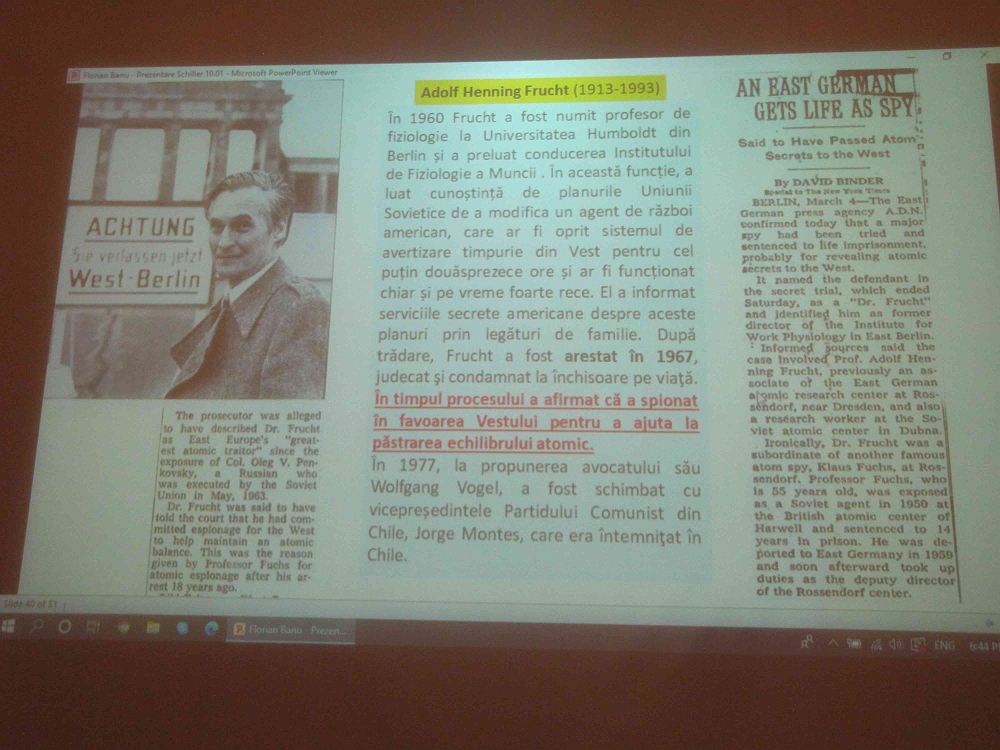 Florian Banu - Prezentare Schiller 10.01 - Microsoft PowerPoint Viewer
ACHTUNG
Sie verlassen jetzt
West-Berlin
The prosecutor was alleged
to have described Dr. Frucht
as East Europe's "great-
est atomic traitor" since the
exposure of Col. Oleg V. Pen-
kovsky, a Russian who
was executed by the Soviet
Union in May, 1963.
Dr. Frucht was said to have
told the court that he had com-
mitted espionage for the West
to help maintain an atomic
balance. This was the reason
given by Professor Fuchs for
atomic espionage after his ar-
rest 18 years ago.
Adolf Henning Frucht (1913-1993)
În 1960 Frucht a fost numit profesor de
fiziologie la Universitatea Humboldt din
Berlin și a preluat conducerea Institutului
de Fiziologie a Muncii . În această funcție, a
luat cunoștință de planurile Uniunii
Sovietice de a modifica un agent de război
american, care ar fi oprit sistemul de
avertizare timpurie din Vest pentru cel
puțin douăsprezece ore și ar fi funcționat
chiar și pe vreme foarte rece. El a informat
serviciile secrete americane despre aceste
planuri prin legături de familie. După
trădare, Frucht a fost arestat în 1967,
judecat şi condamnat la închisoare pe viaţă.
În timpul procesului a afirmat că a spionat
în favoarea Vestului pentru a ajuta la
păstrarea echilibrului atomic.
În 1977, la propunerea avocatului său
Wolfgang Vogel, a fost schimbat cu
vicepreședintele Partidului Comunist din
Chile, Jorge Montes, care era întemnițat în
Chile.
AN EAST GERMAN
GETS LIFE AS SPY
Said to Have Passed Atom
Secrets to the West
By DAVID BINDER
Special to The New York Times
BERLIN, March 4—The East
German press agency A.D.N.
confirmed today that a major
spy had been tried and
sentenced to life imprisonment,
probably for revealing atomic
secrets to the West.
It named the defendant in
the secret trial, which ended
Saturday, as a "Dr. Frucht"
and identified him as former
director of the Institute for
Work Physiology in East Berlin.
Informed sources said the
case involved Prof. Adolf Hen-
ning Frucht, previously an as-
sociate of the East German
atomic research center at Ros-
sendorf, near Dresden, and also
a research worker at the So-
viet atomic center in Dubna.
Ironically, Dr. Frucht was a
subordinate of another famous
atom spy, Klaus Fuchs, at Ros-
sendorf. Professor Fuchs, who
is 55 years old, was exposed
as a Soviet agent in 1950 at
the British atomic center of
Harwell and sentenced to 14
years in prison. He was de-
ported to East Germany in 1959
and soon afterward took up
duties as the deputy director
of the Rossendorf center.
Slide 40 of 51
Florian Banu - Prezen...
ENG
6:44 P